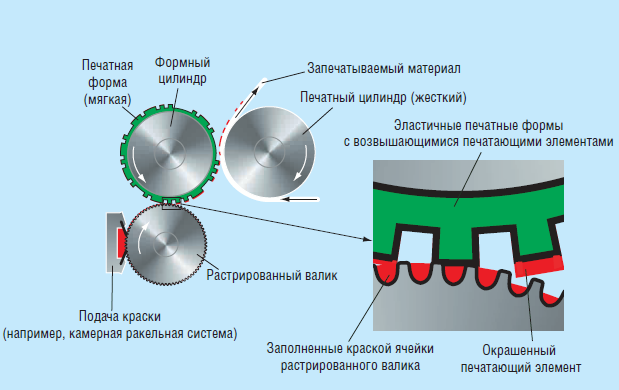 Печатная
форма
(мягкая)
Формный
цилиндр
Запечатываемый материал
Печатный цилиндр (жесткий)
Эластичные печатные формы
с возвышающимися печатающими элементами
Растрированный валик
Подача краски
(например, камерная ракельная система)
Заполненные краской ячейки
растрированного валика
Окрашенный
печатающий элемент